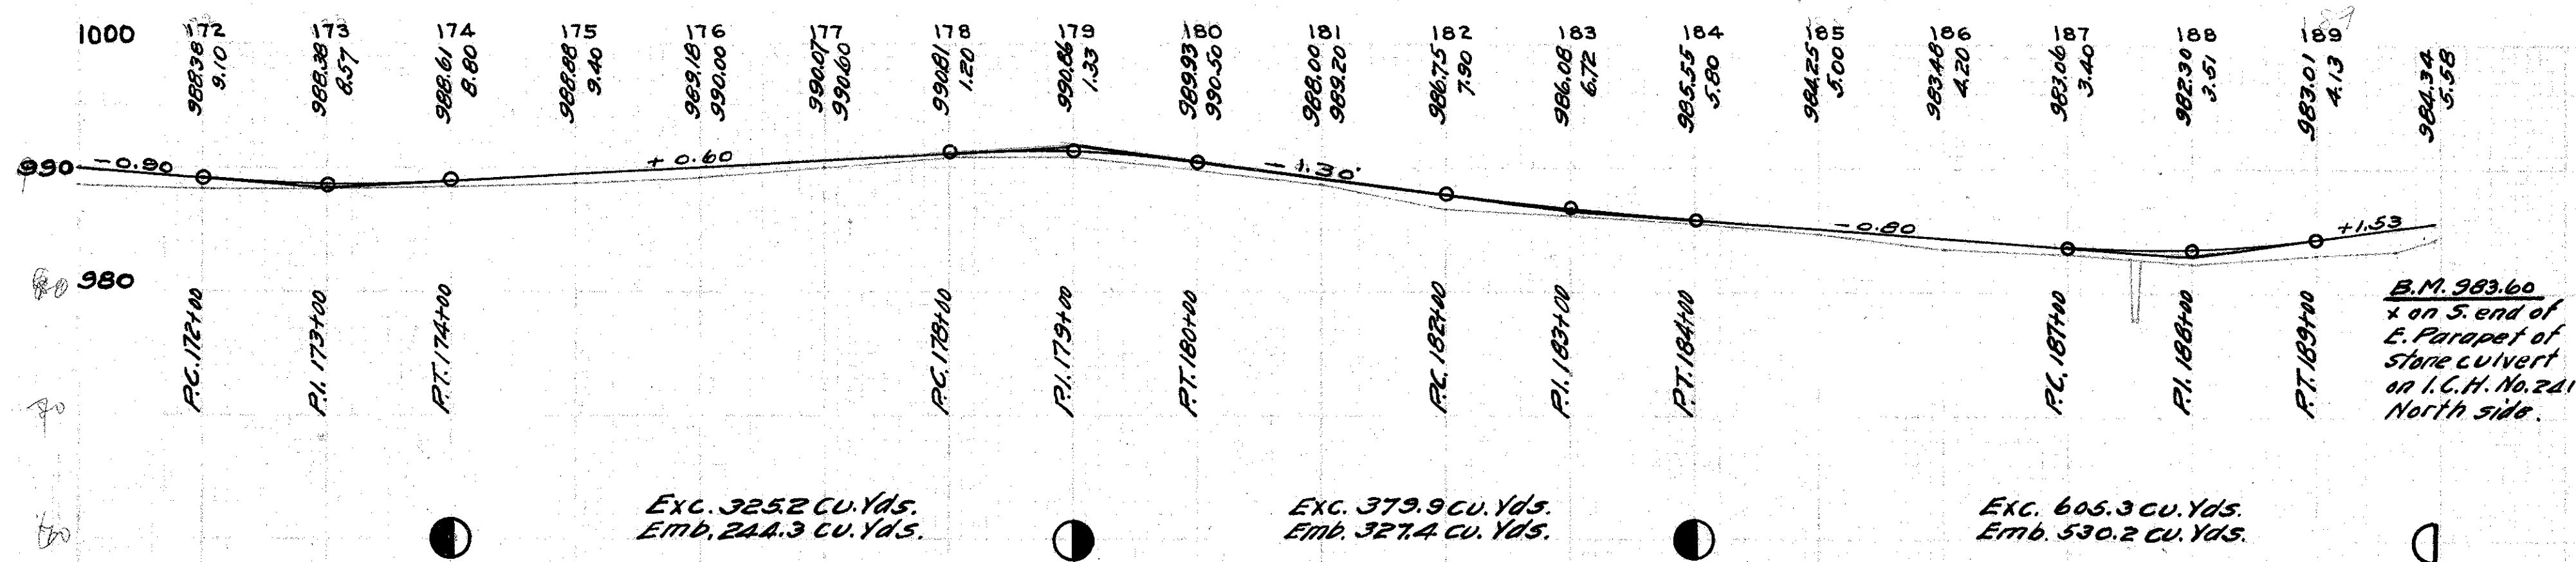 1000
172
173
174
175
176
177
178
179
180
181
182
183
184
185
186
187
188
189
988.38
9.10
988.38
8.57
988.61
8.80
988.88
9.40
989.18
990.00
990.07
990.60
990.81
1.20
990.86
1.33
989.93
990.50
988.00
989.20
986.75
7.90
986.08
6.72
985.55
5.80
984.25
5.00
983.48
4.20
983.06
3.40
982.30
3.51
983.01
4.13
984.34
5.58
990
-0.90
+0.60
-1.30
-0.80
+1.53
980
P.C. 172+00
P.I. 173+00
P.T. 174+00
P.C. 178+00
P.I. 179+00
P.T. 180+00
P.C. 182+00
P.I. 183+00
P.T. 184+00
P.C. 187+00
P.I. 188+00
P.T. 189+00
B.M. 983.60
x on S. end of
E. Parapet of
stone culvert
on I.C.H. No. 241
North side.
70
60
Exc. 325.2 cu. Yds.
Emb. 244.3 cu. Yds.
Exc. 379.9 cu. Yds.
Emb. 327.4 cu. Yds.
Exc. 605.3 cu. Yds.
Emb. 530.2 cu. Yds.